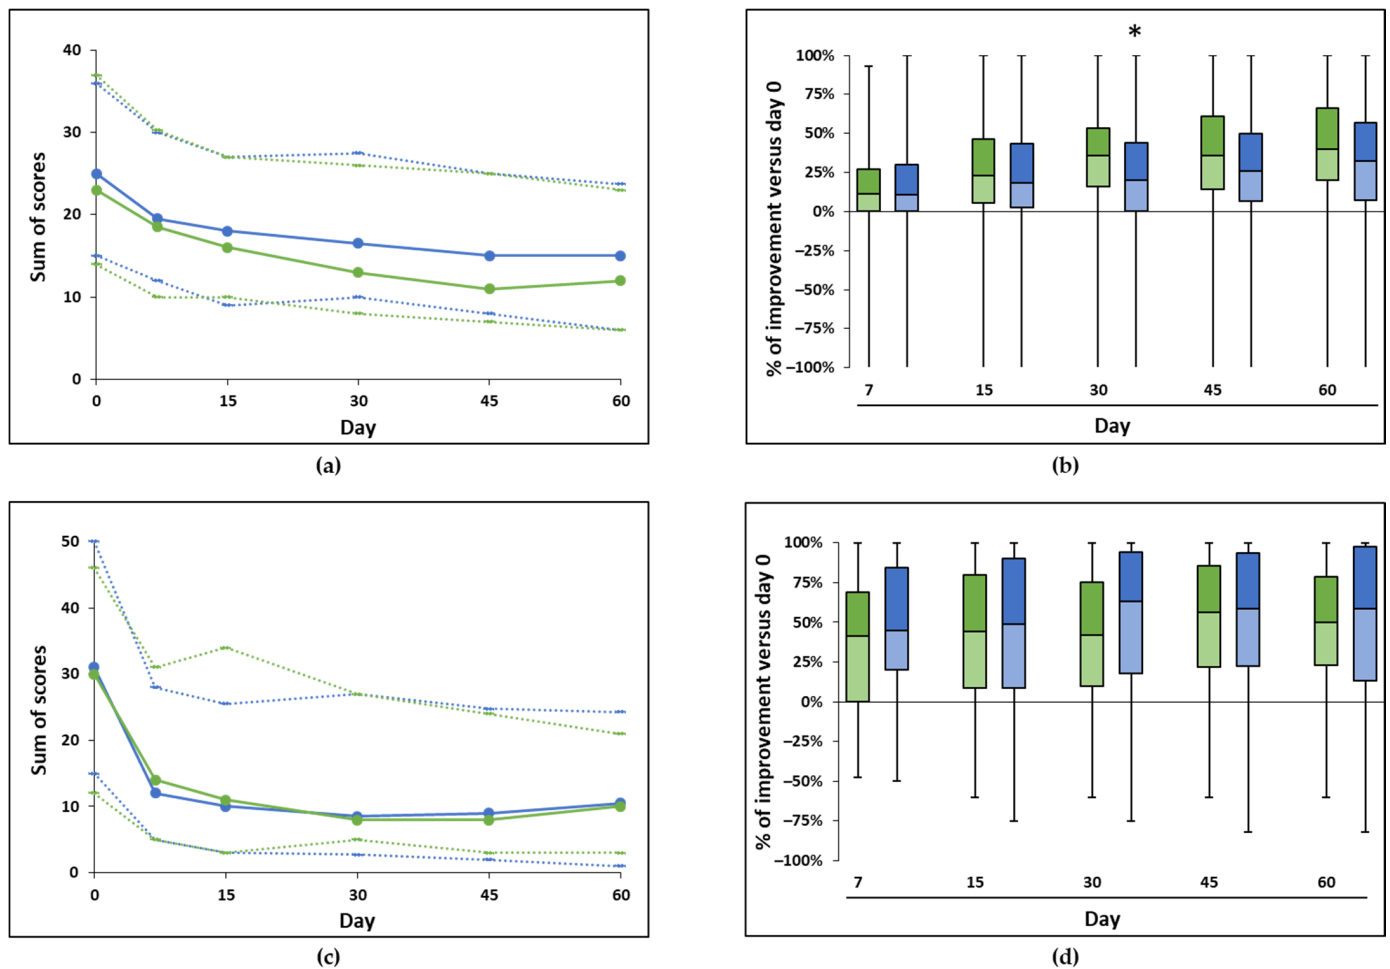 40
30
20
10
0
Sum of scores
0 15 30 45 60
Day
(a)
*
100%
75%
50%
25%
0%
−25%
−50%
−75%
−100%
% of improvement versus day 0
7 15 30 45 60
Day
(b)
50
40
30
20
10
0
Sum of scores
0 15 30 45 60
Day
(c)
100%
75%
50%
25%
0%
−25%
−50%
−75%
−100%
% of improvement versus day 0
7 15 30 45 60
Day
(d)